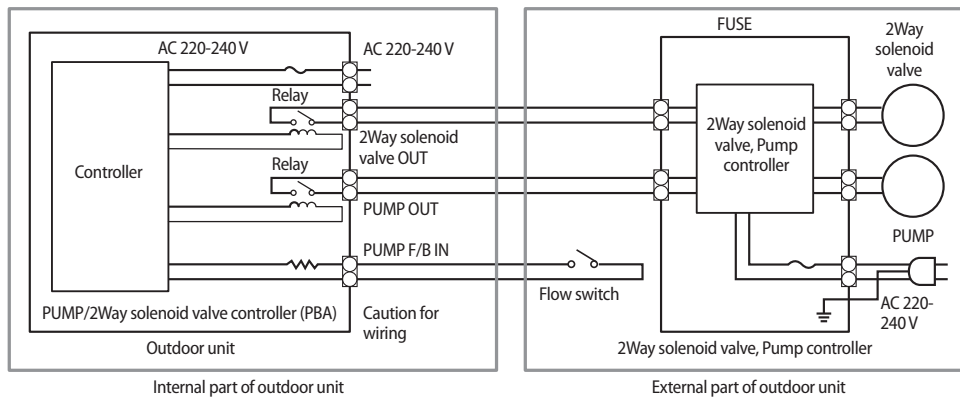 FUSE
2Way
solenoid
valve
AC 220-240 V
AC 220-240 V
Relay
2Way solenoid
valve OUT
2Way solenoid
valve, Pump
controller
Controller
Relay
PUMP OUT
PUMP
PUMP F/B IN
Flow switch
AC 220-
240 V
PUMP/2Way solenoid valve controller (PBA)
Caution for
wiring
Outdoor unit
2Way solenoid valve, Pump controller
Internal part of outdoor unit
External part of outdoor unit